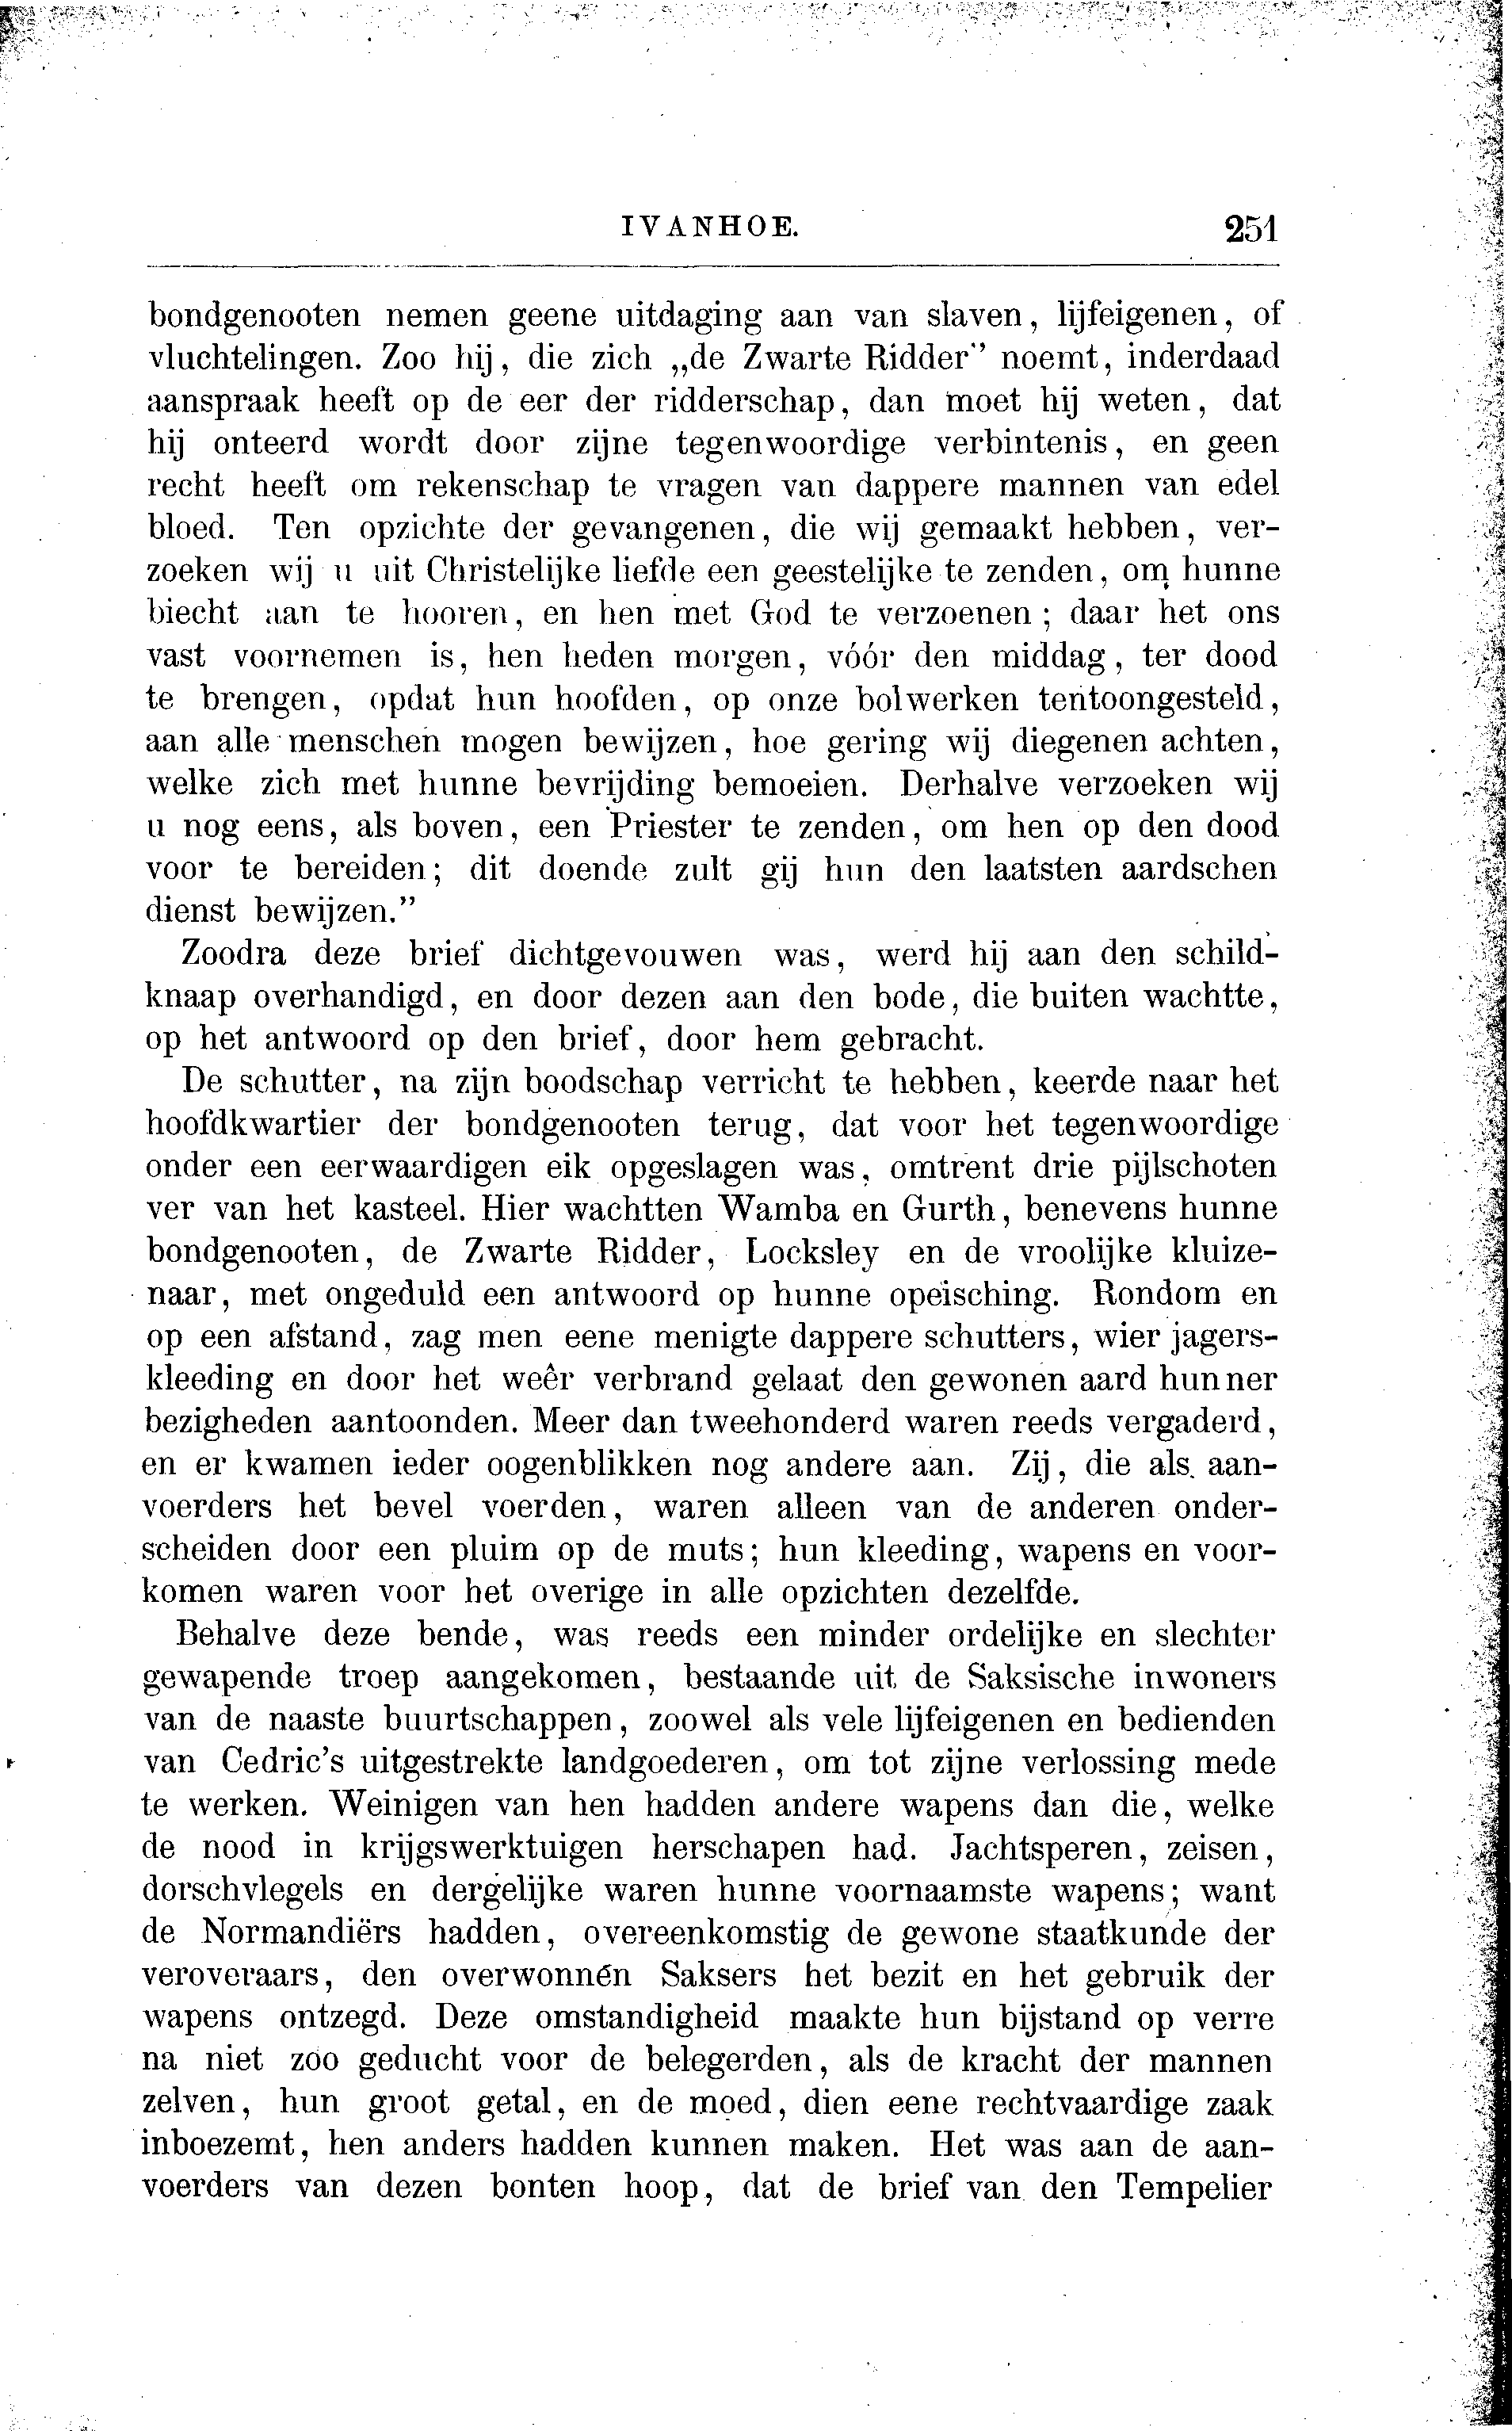 IVANHOE. 251
bondgenooten nemen geene uitdaging aan van slaven, lijfeigenen, of
vluchtelingen. Zoo hij, die zich „de Zwarte Ridder” noemt, inderdaad
aanspraak heeft op de eer der ridderschap, dan moet hij weten, dat
hij onteerd wordt door zijne tegenwoordige verbintenis, en geen
recht heeft om rekenschap te vragen van dappere mannen van edel
bloed. Ten opzichte der gevangenen, die wij gemaakt hebben, ver-
zoeken wij u uit Christelijke liefde een geestelijke te zenden, om hunne
biecht aan te hooren, en hen met God te verzoenen; daar het ons
vast voornemen is, hen heden morgen, vóór den middag, ter dood
te brengen, opdat hun hoofden, op onze bolwerken tentoongesteld,
aan alle menschen mogen bewijzen, hoe gering wij diegenen achten,
welke zich met hunne bevrijding bemoeien. Derhalve verzoeken wij
u nog eens, als boven, een Priester te zenden, om hen op den dood
voor te bereiden; dit doende zult gij hun den laatsten aardschen
dienst bewijzen.”
Zoodra deze brief dichtgevouwen was, werd hij aan den schild-
knaap overhandigd, en door dezen aan den bode, die buiten wachtte,
op het antwoord op den brief, door hem gebracht.
De schutter, na zijn boodschap verricht te hebben, keerde naar het
hoofdkwartier der bondgenooten terug, dat voor het tegenwoordige
onder een eerwaardigen eik opgeslagen was, omtrent drie pijlschoten
ver van het kasteel. Hier wachtten Wamba en Gurth, benevens hunne
bondgenooten, de Zwarte Ridder, Locksley en de vroolijke kluize-
naar, met ongeduld een antwoord op hunne opeisching. Rondom en
op een afstand, zag men eene menigte dappere schutters, wier jagers-
kleeding en door het weêr verbrand gelaat den gewonen aard hunner
bezigheden aantoonden. Meer dan tweehonderd waren reeds vergaderd,
en er kwamen ieder oogenblikken nog andere aan. Zij, die als aan-
voerders het bevel voerden, waren alleen van de anderen onder-
scheiden door een pluim op de muts; hun kleeding, wapens en voor-
komen waren voor het overige in alle opzichten dezelfde.
Behalve deze bende, was reeds een minder ordelijke en slechter
gewapende troep aangekomen, bestaande uit de Saksische inwoners
van de naaste buurtschappen, zoowel als vele lijfeigenen en bedienden
van Cedric’s uitgestrekte landgoederen, om tot zijne verlossing mede
te werken. Weinigen van hen hadden andere wapens dan die, welke
de nood in krijgswerktuigen herschapen had. Jachtsperen, zeisen,
dorschvlegels en dergelijke waren hunne voornaamste wapens; want
de Normandiërs hadden, overeenkomstig de gewone staatkunde der
veroveraars, den overwonnén Saksers het bezit en het gebruik der
wapens ontzegd. Deze omstandigheid maakte hun bijstand op verre
na niet zoo geducht voor de belegerden, als de kracht der mannen
zelven, hun groot getal, en de moed, dien eene rechtvaardige zaak
inboezemt, hen anders hadden kunnen maken. Het was aan de aan-
voerders van dezen bonten hoop, dat de brief van den Tempelier